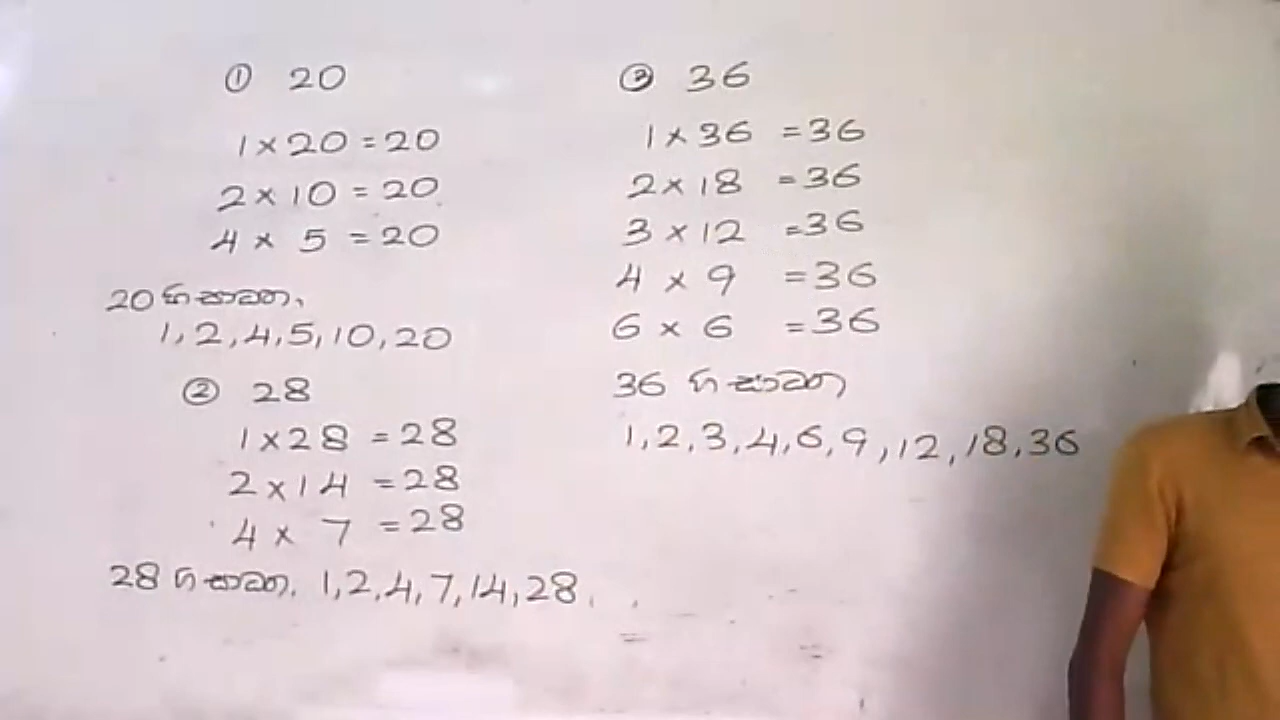 ① 20
1 × 20 = 20
2 × 10 = 20
4 × 5 = 20
20 හි සාධක,
1, 2, 4, 5, 10, 20
② 28
1 × 28 = 28
2 × 14 = 28
4 × 7 = 28
28 හි සාධක. 1, 2, 4, 7, 14, 28
③ 36
1 × 36 = 36
2 × 18 = 36
3 × 12 = 36
4 × 9 = 36
6 × 6 = 36
36 හි සාධක
1, 2, 3, 4, 6, 9, 12, 18, 36